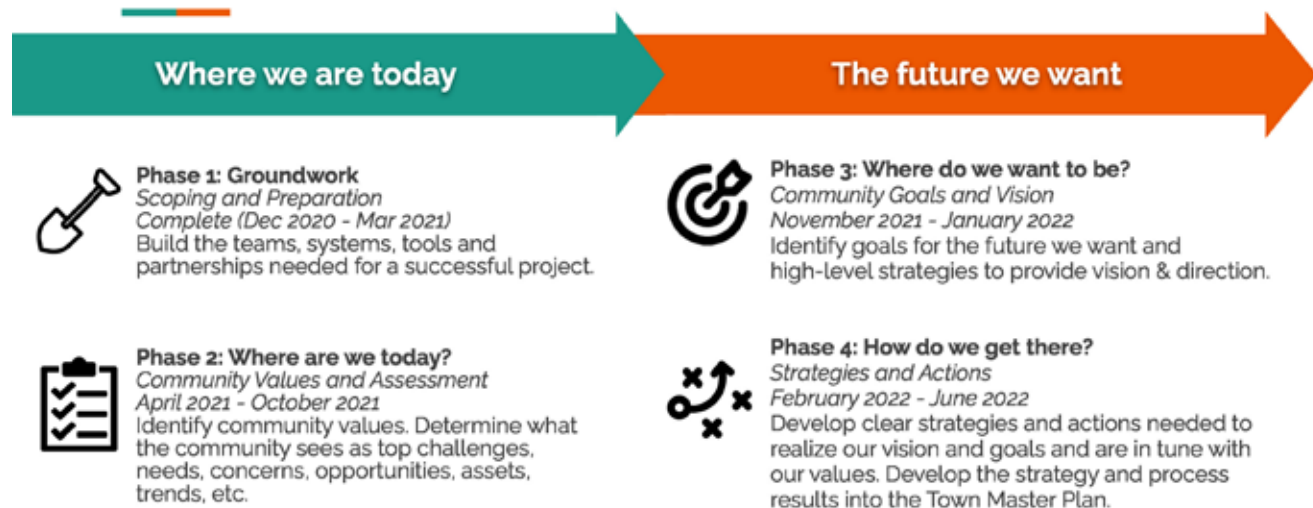 Where we are today
The future we want
Phase 1: Groundwork
Scoping and Preparation
Complete (Dec 2020 - Mar 2021)
Build the teams, systems, tools and
partnerships needed for a successful project.
Phase 2: Where are we today?
Community Values and Assessment
April 2021 - October 2021
Identify community values. Determine what
the community sees as top challenges,
needs, concerns, opportunities, assets,
trends, etc.
Phase 3: Where do we want to be?
Community Goals and Vision
November 2021 - January 2022
Identify goals for the future we want and
high-level strategies to provide vision & direction.
Phase 4: How do we get there?
Strategies and Actions
February 2022 - June 2022
Develop clear strategies and actions needed to
realize our vision and goals and are in tune with
our values. Develop the strategy and process
results into the Town Master Plan.